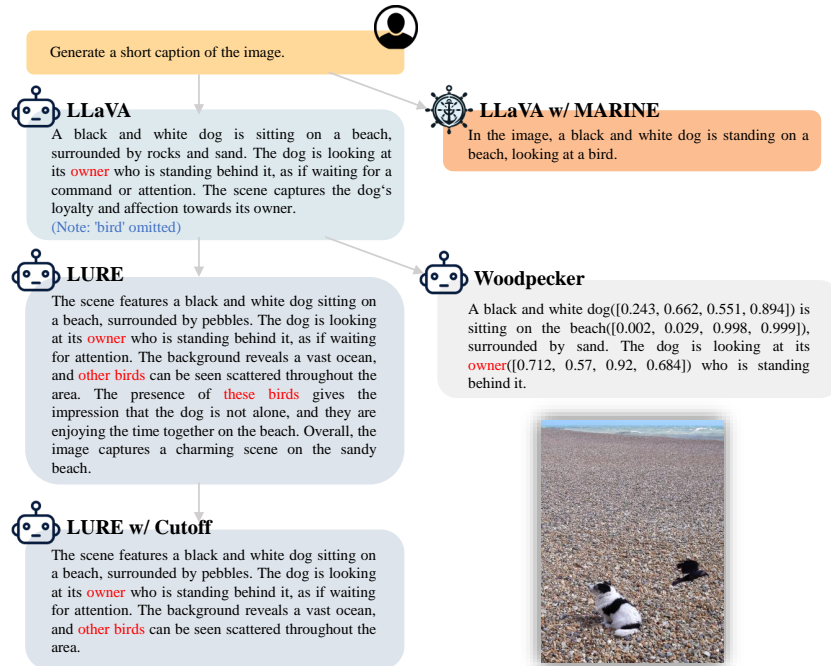 Generate a short caption of the image.
LLaVA
A black and white dog is sitting on a beach,
surrounded by rocks and sand. The dog is looking at
its owner who is standing behind it, as if waiting for a
command or attention. The scene captures the dog‘s
loyalty and affection towards its owner.
(Note: 'bird' omitted)
LLaVA w/ MARINE
In the image, a black and white dog is standing on a
beach, looking at a bird.
LURE
The scene features a black and white dog sitting on
a beach, surrounded by pebbles. The dog is looking
at its owner who is standing behind it, as if waiting
for attention. The background reveals a vast ocean,
and other birds can be seen scattered throughout the
area. The presence of these birds gives the
impression that the dog is not alone, and they are
enjoying the time together on the beach. Overall, the
image captures a charming scene on the sandy
beach.
Woodpecker
A black and white dog([0.243, 0.662, 0.551, 0.894]) is
sitting on the beach([0.002, 0.029, 0.998, 0.999]),
surrounded by sand. The dog is looking at its
owner([0.712, 0.57, 0.92, 0.684]) who is standing
behind it.
LURE w/ Cutoff
The scene features a black and white dog sitting on
a beach, surrounded by pebbles. The dog is looking
at its owner who is standing behind it, as if waiting
for attention. The background reveals a vast ocean,
and other birds can be seen scattered throughout the
area.